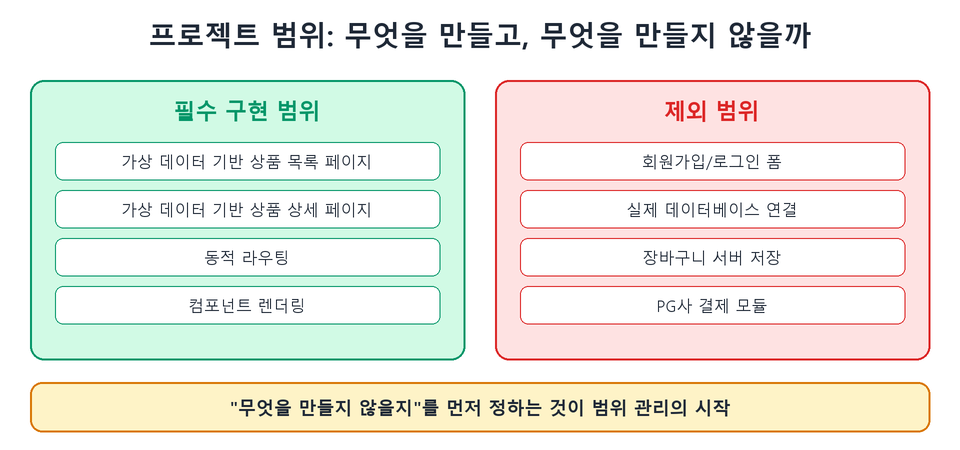 프로젝트 범위: 무엇을 만들고, 무엇을 만들지 않을까
필수 구현 범위
가상 데이터 기반 상품 목록 페이지
가상 데이터 기반 상품 상세 페이지
동적 라우팅
컴포넌트 렌더링
제외 범위
회원가입/로그인 폼
실제 데이터베이스 연결
장바구니 서버 저장
PG사 결제 모듈
"무엇을 만들지 않을지"를 먼저 정하는 것이 범위 관리의 시작